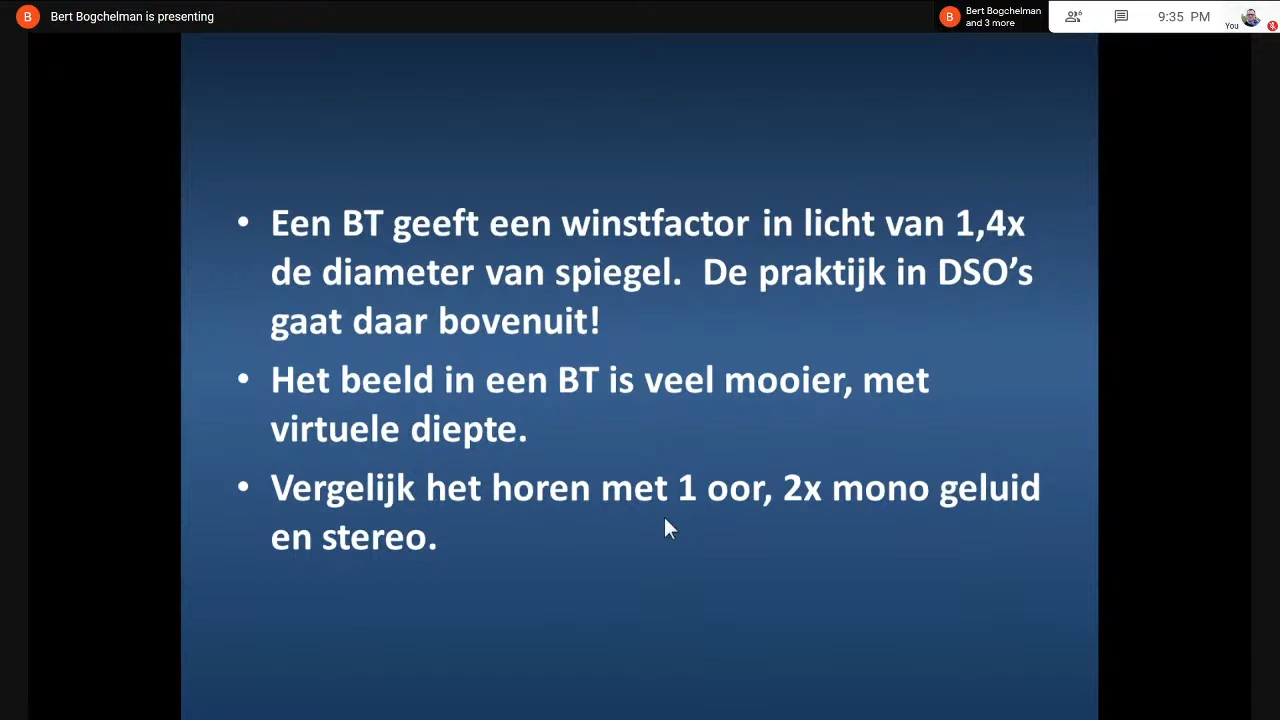 B Bert Bogchelman is presenting
B Bert Bogchelman
and 3 more
6
9:35 PM
You
• Een BT geeft een winstfactor in licht van 1,4x
de diameter van spiegel. De praktijk in DSO’s
gaat daar bovenuit!
• Het beeld in een BT is veel mooier, met
virtuele diepte.
• Vergelijk het horen met 1 oor, 2x mono geluid
en stereo.